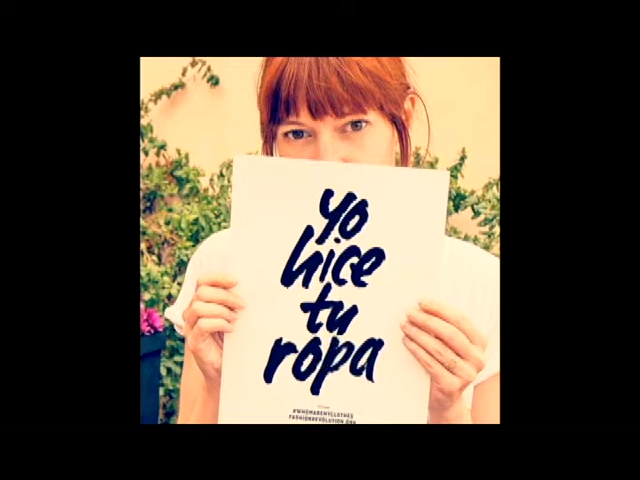 yo
hice
tu
ropa
#WHOMADEMYCLOTHES
FASHIONREVOLUTION.ORG